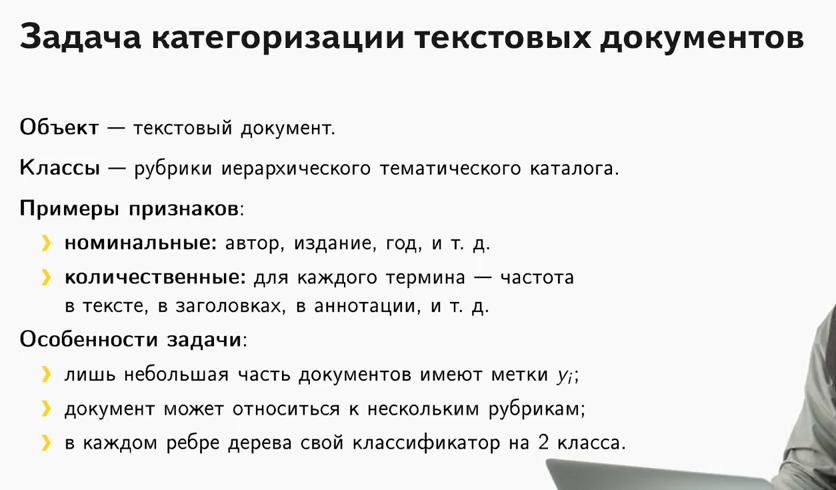 Задача категоризации текстовых документов
Объект — текстовый документ.
Классы — рубрики иерархического тематического каталога.
Примеры признаков:
❯ номинальные: автор, издание, год, и т. д.
❯ количественные: для каждого термина — частота
в тексте, в заголовках, в аннотации, и т. д.
Особенности задачи:
❯ лишь небольшая часть документов имеют метки yᵢ;
❯ документ может относиться к нескольким рубрикам;
❯ в каждом ребре дерева свой классификатор на 2 класса.